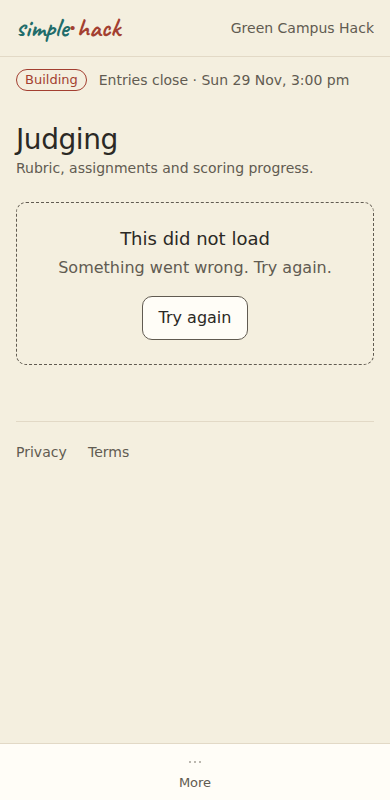 simple·hack
Green Campus Hack
Building
Entries close · Sun 29 Nov, 3:00 pm
Judging
Rubric, assignments and scoring progress.
This did not load
Something went wrong. Try again.
Try again
Privacy
Terms
More